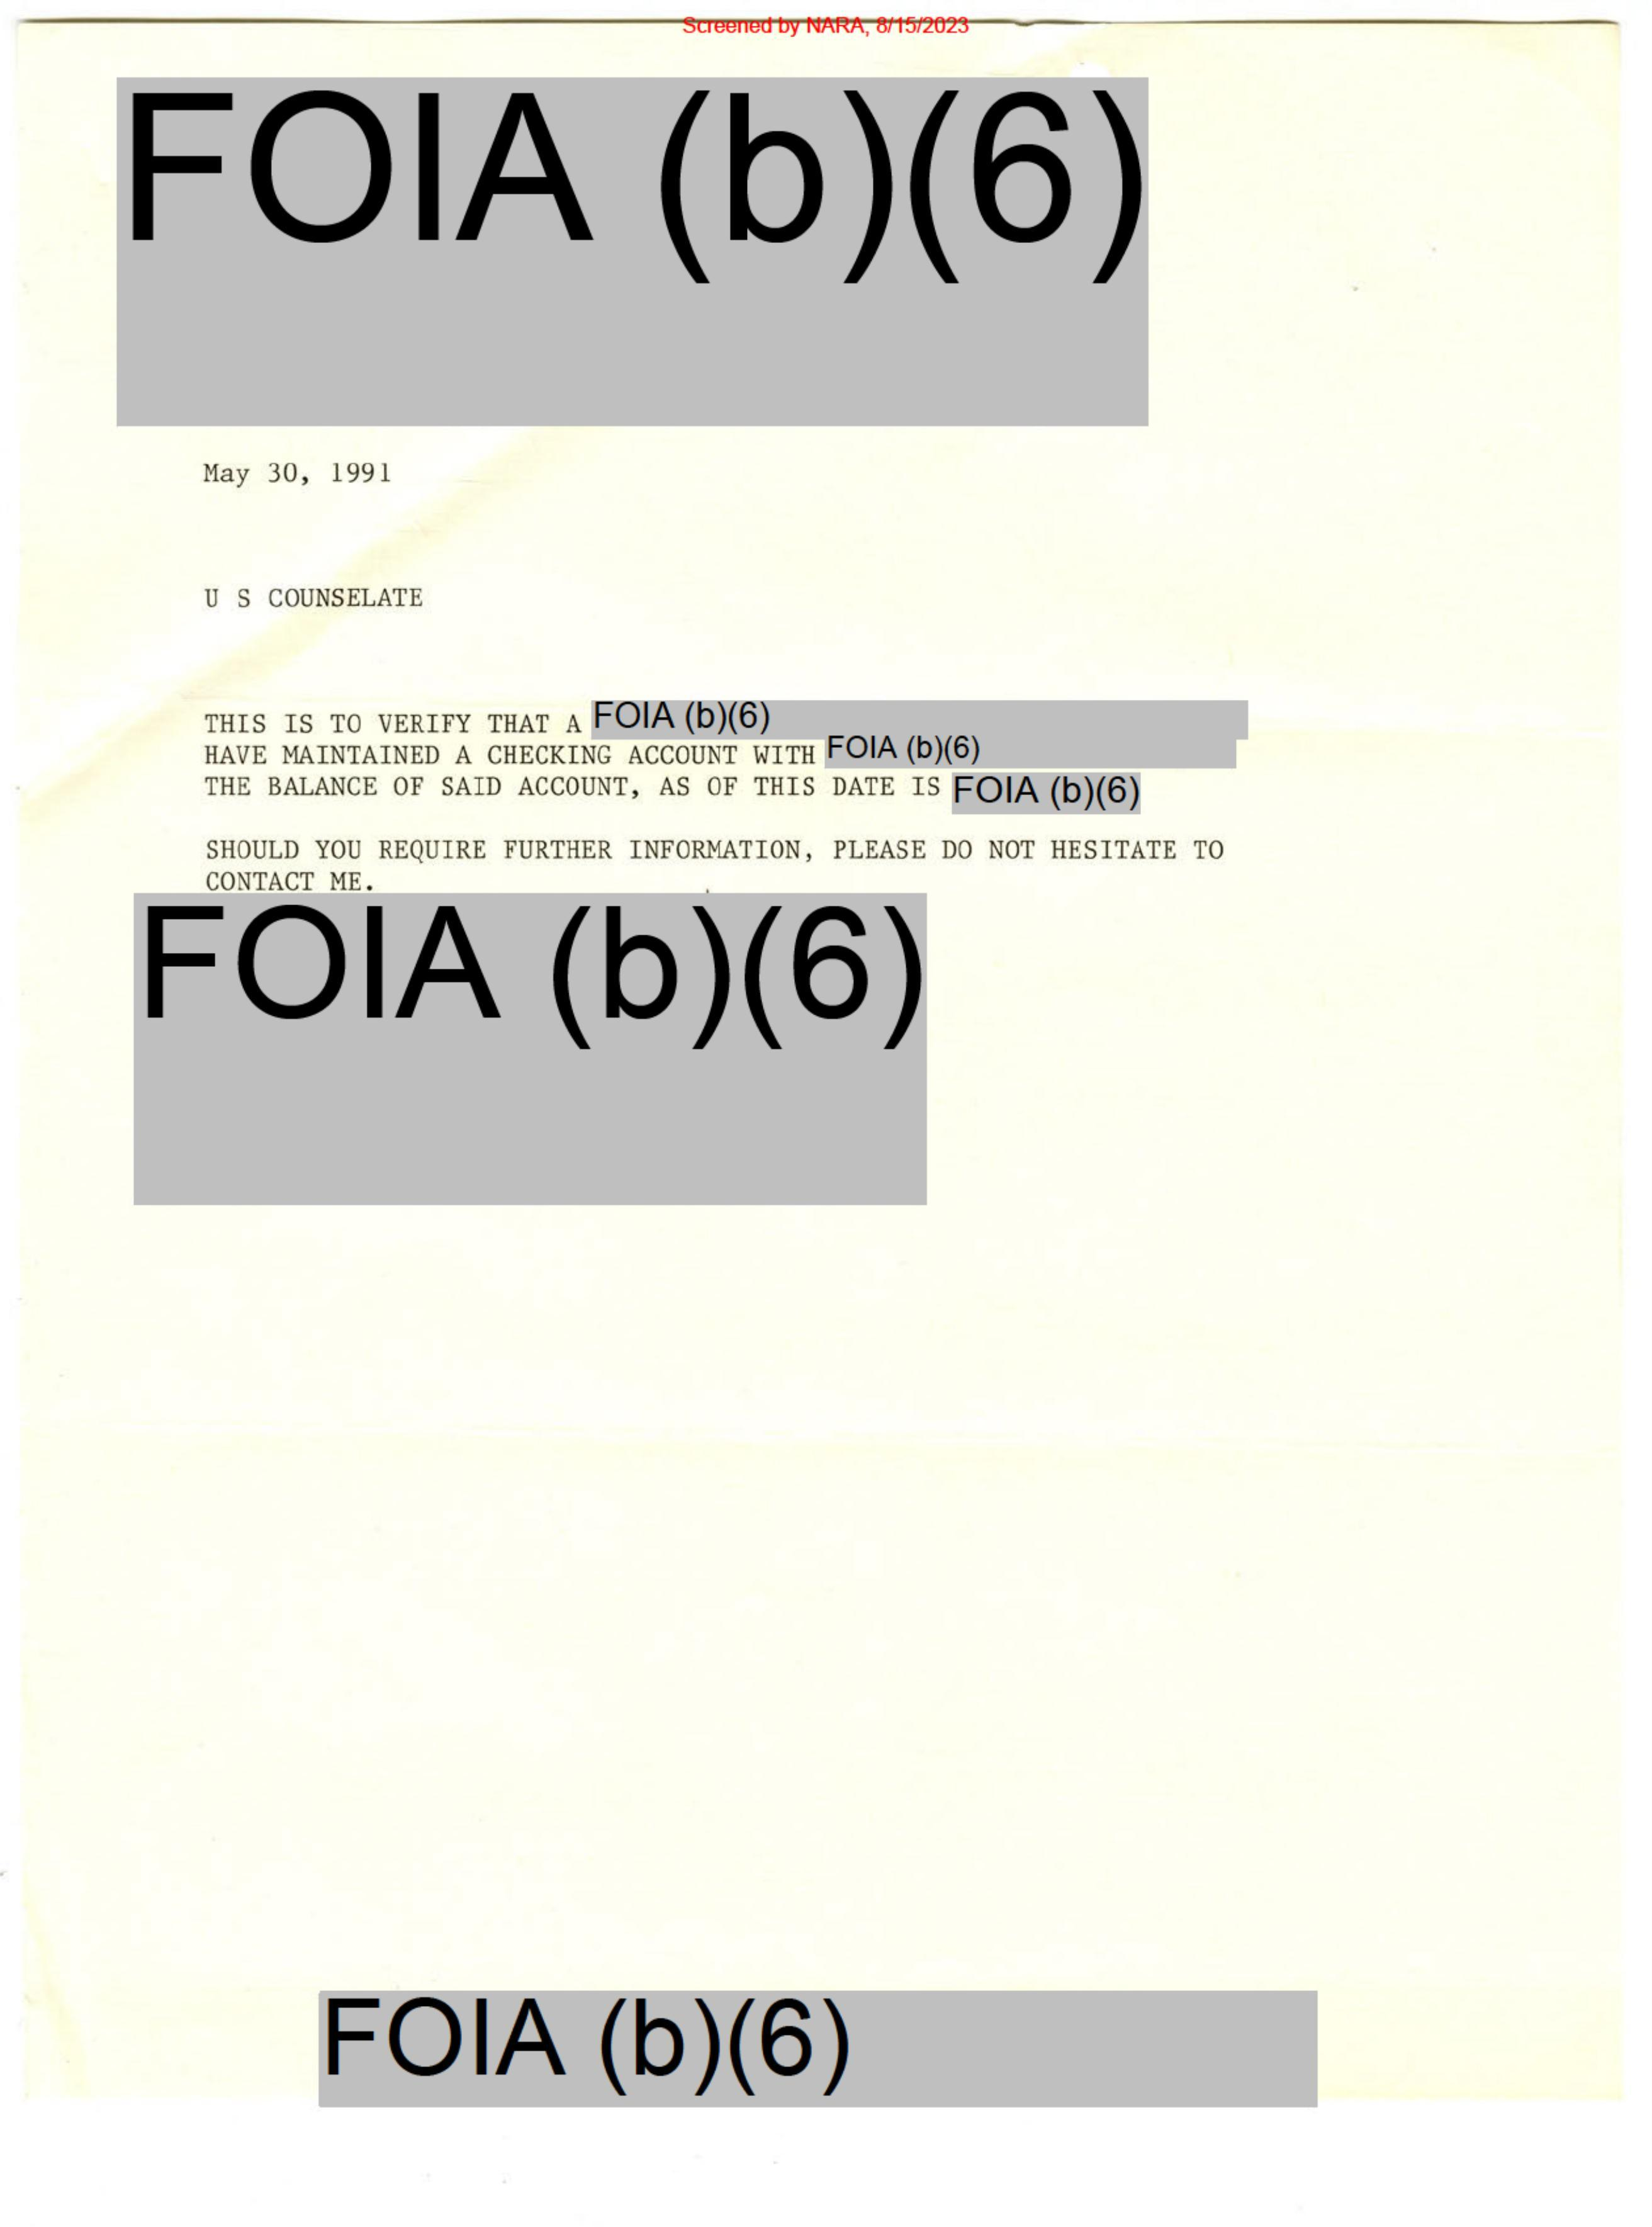 Screened by NARA, 8/15/2023
FOIA (b)(6)
May 30, 1991
U S COUNSELATE
THIS IS TO VERIFY THAT A FOIA (b)(6)
HAVE MAINTAINED A CHECKING ACCOUNT WITH FOIA (b)(6)
THE BALANCE OF SAID ACCOUNT, AS OF THIS DATE IS FOIA (b)(6)
SHOULD YOU REQUIRE FURTHER INFORMATION, PLEASE DO NOT HESITATE TO
CONTACT ME.
FOIA (b)(6)
FOIA (b)(6)